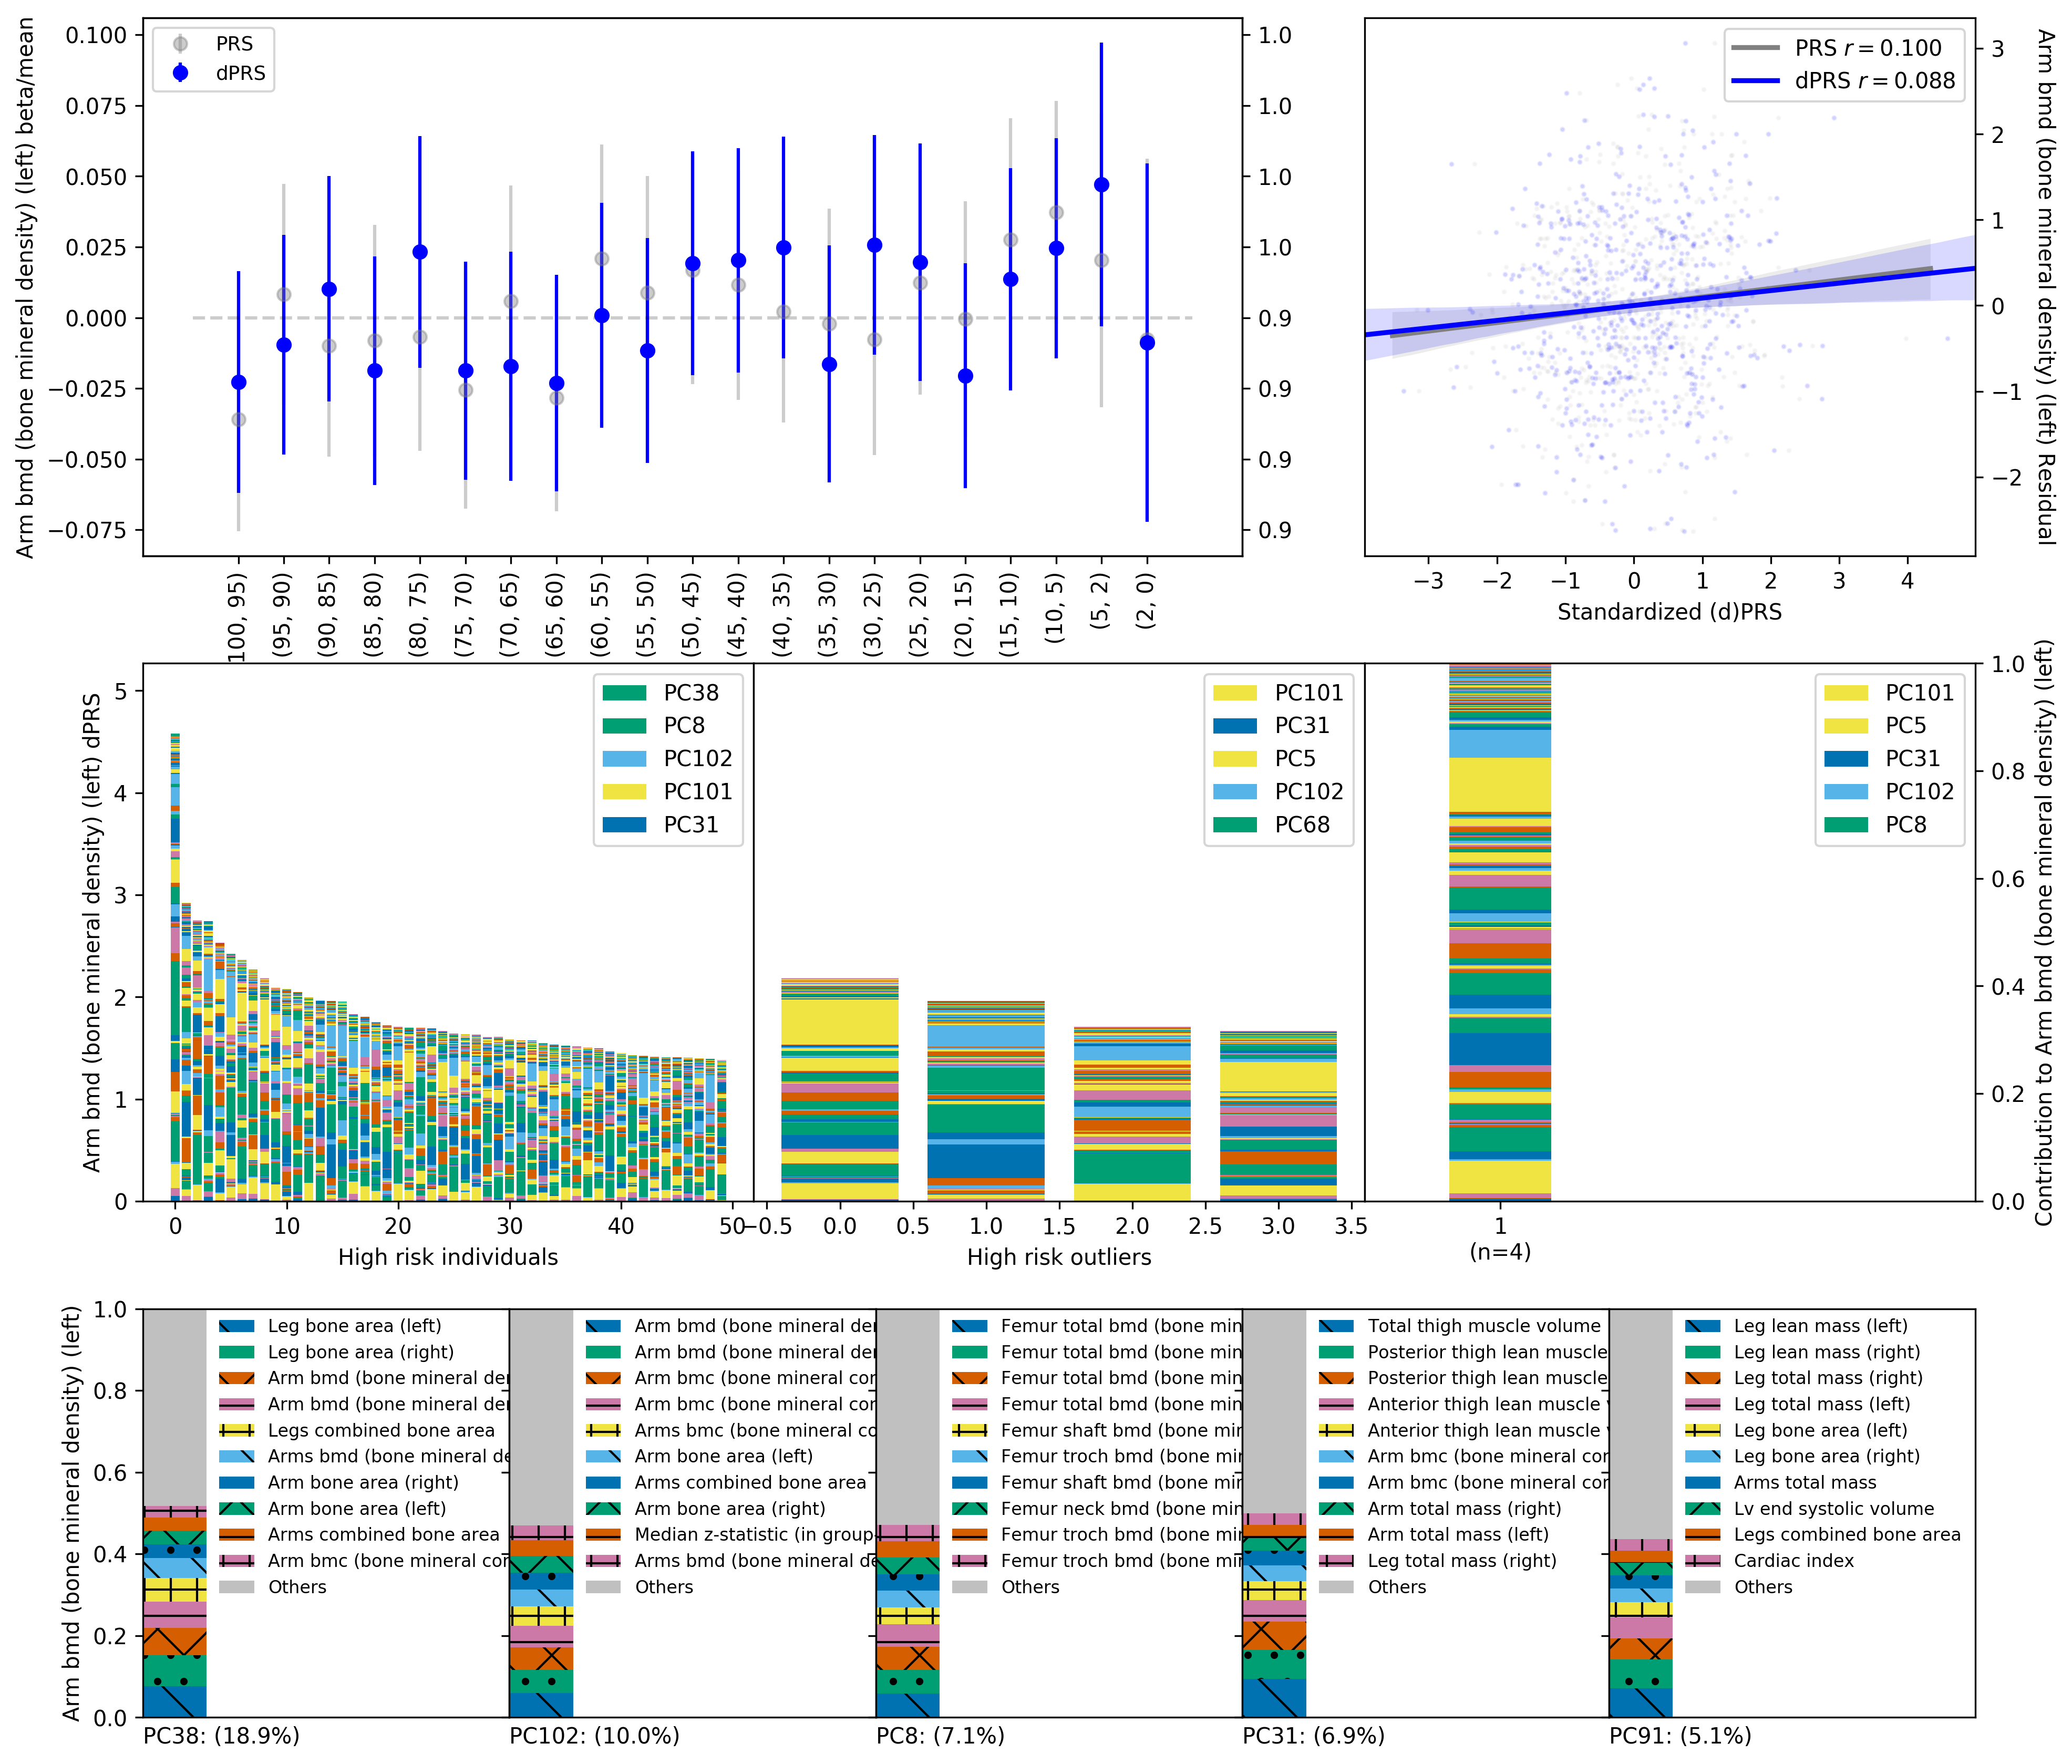 Arm bmd (bone mineral density) (left) beta/mean
0.100
0.075
0.050
0.025
0.000
−0.025
−0.050
−0.075
PRS
dPRS
1.0
1.0
1.0
1.0
0.9
0.9
0.9
0.9
100, 95)
(95, 90)
(90, 85)
(85, 80)
(80, 75)
(75, 70)
(70, 65)
(65, 60)
(60, 55)
(55, 50)
(50, 45)
(45, 40)
(40, 35)
(35, 30)
(30, 25)
(25, 20)
(20, 15)
(15, 10)
(10, 5)
(5, 2)
(2, 0)
PRS r = 0.100
dPRS r = 0.088
3
2
1
0
−1
−2
Arm bmd (bone mineral density) (left) Residual
−3 −2 −1 0 1 2 3 4
Standardized (d)PRS
Arm bmd (bone mineral density) (left) dPRS
5
4
3
2
1
0
PC38
PC8
PC102
PC101
PC31
0 10 20 30 40 50
High risk individuals
PC101
PC31
PC5
PC102
PC68
−0.5 0.0 0.5 1.0 1.5 2.0 2.5 3.0 3.5
High risk outliers
PC101
PC5
PC31
PC102
PC8
1
(n=4)
1.0
0.8
0.6
0.4
0.2
0.0
Contribution to Arm bmd (bone mineral density) (left)
Arm bmd (bone mineral density) (left)
1.0
0.8
0.6
0.4
0.2
0.0
Leg bone area (left)
Leg bone area (right)
Arm bmd (bone mineral der
Arm bmd (bone mineral der
Legs combined bone area
Arms bmd (bone mineral de
Arm bone area (right)
Arm bone area (left)
Arms combined bone area
Arm bmc (bone mineral cor
Others
PC38: (18.9%)
Arm bmd (bone mineral der
Arm bmd (bone mineral der
Arm bmc (bone mineral cor
Arm bmc (bone mineral cor
Arms bmc (bone mineral co
Arm bone area (left)
Arms combined bone area
Arm bone area (right)
Median z-statistic (in group
Arms bmd (bone mineral de
Others
PC102: (10.0%)
Femur total bmd (bone min
Femur total bmd (bone min
Femur total bmd (bone min
Femur total bmd (bone min
Femur shaft bmd (bone mir
Femur troch bmd (bone mir
Femur shaft bmd (bone mir
Femur neck bmd (bone min
Femur troch bmd (bone mir
Femur troch bmd (bone mir
Others
PC8: (7.1%)
Total thigh muscle volume
Posterior thigh lean muscle
Posterior thigh lean muscle
Anterior thigh lean muscle v
Anterior thigh lean muscle v
Arm bmc (bone mineral cor
Arm bmc (bone mineral cor
Arm total mass (right)
Arm total mass (left)
Leg total mass (right)
Others
PC31: (6.9%)
Leg lean mass (left)
Leg lean mass (right)
Leg total mass (right)
Leg total mass (left)
Leg bone area (left)
Leg bone area (right)
Arms total mass
Lv end systolic volume
Legs combined bone area
Cardiac index
Others
PC91: (5.1%)